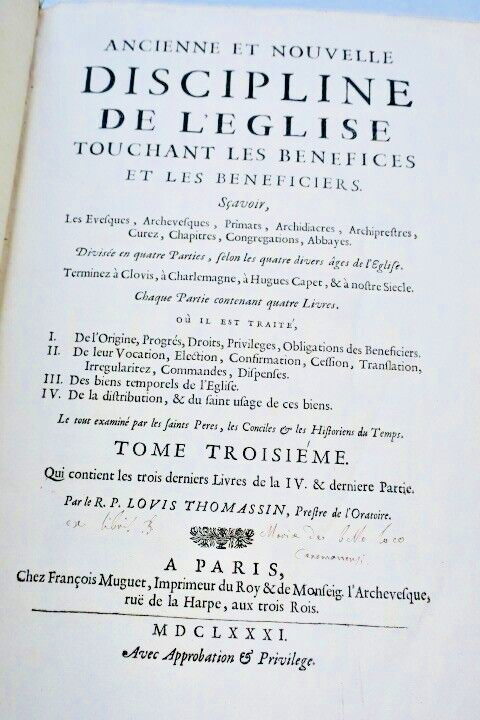 ANCIENNE ET NOUVELLE
DISCIPLINE
DE L'EGLISE
TOUCHANT LES BENEFICES
ET LES BENEFICIERS.
Sçavoir,
Les Eveſques, Archeveſques, Primats, Archidiacres, Archipreſtres,
Curez, Chapitres, Congregations, Abbayes.
Diviſée en quatre Parties, ſelon les quatre divers âges de l'Egliſe.
Terminez à Clovis, à Charlemagne, à Hugues Capet, & à noſtre Siecle.
Chaque Partie contenant quatre Livres.
OÙ IL EST TRAITÉ,
I. De l'Origine, Progrés, Droits, Privileges, Obligations des Beneficiers.
II. De leur Vocation, Election, Confirmation, Ceſſion, Tranſlation,
Irregularitez, Commandes, Diſpenſes.
III. Des biens temporels de l'Egliſe.
IV. De la diſtribution, & du ſaint uſage de ces biens.
Le tout examiné par les ſaints Peres, les Conciles & les Hiſtoriens du Temps.
TOME TROISIÉME.
Qui contient les trois derniers Livres de la IV. & derniere Partie.
Par le R. P. LOVIS THOMASSIN, Preſtre de l'Oratoire.
ex libris B
Mariæ de loco
A PARIS,
Chez François Muguet, Imprimeur du Roy & de Monſeig. l'Archeveſque,
ruë de la Harpe, aux trois Rois.
MDCLXXXI.
Avec Approbation & Privilege.